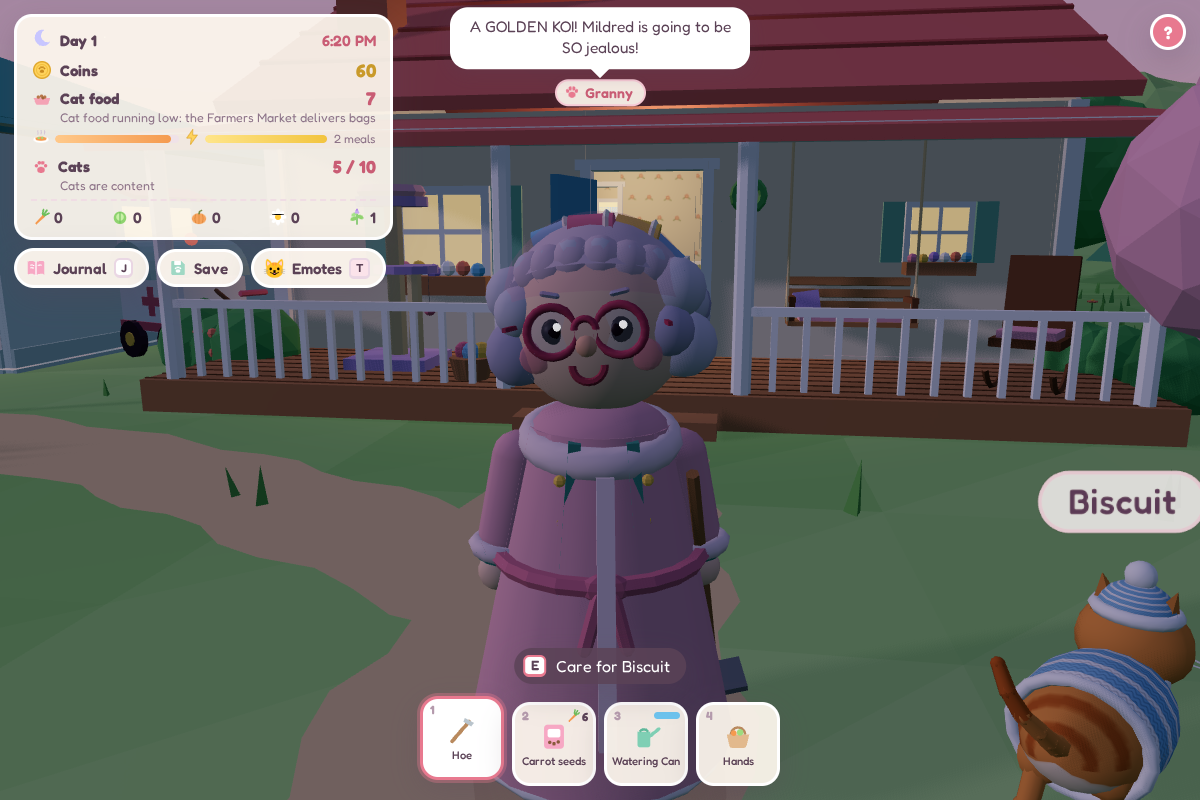 Day 1
6:20 PM
Coins
60
Cat food
7
Cat food running low: the Farmers Market delivers bags
2 meals
Cats
5 / 10
Cats are content
0
0
0
0
1
Journal J
Save
Emotes T
A GOLDEN KOI! Mildred is going to be
SO jealous!
Granny
?
Biscuit
E Care for Biscuit
1
Hoe
2
6
Carrot seeds
3
Watering Can
4
Hands